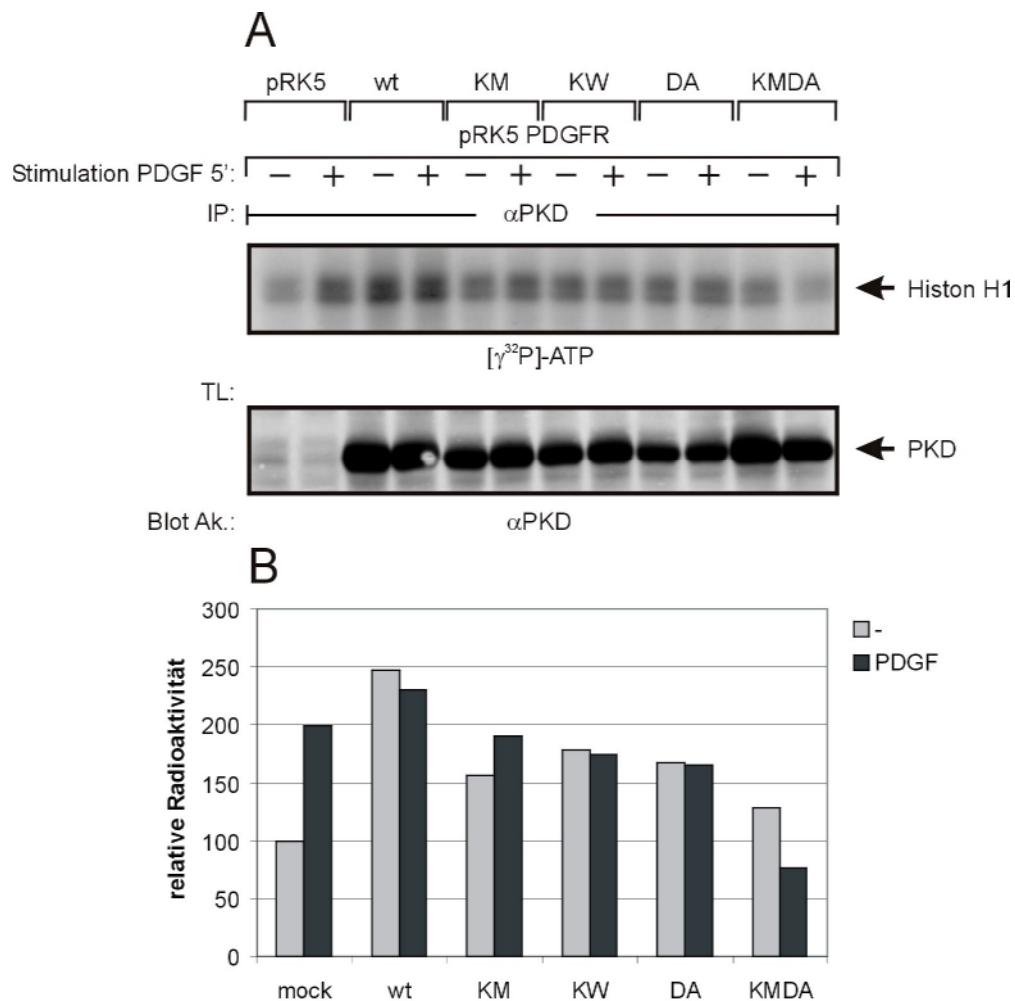 A
pRK5 wt KM KW DA KMDA
pRK5 PDGFR
Stimulation PDGF 5': − + − + − + − + − + − +
IP: αPKD
Histon H1
[γ³²P]-ATP
TL:
PKD
Blot Ak.: αPKD
B
relative Radioaktivität
300
250
200
150
100
50
0
-
PDGF
mock wt KM KW DA KMDA